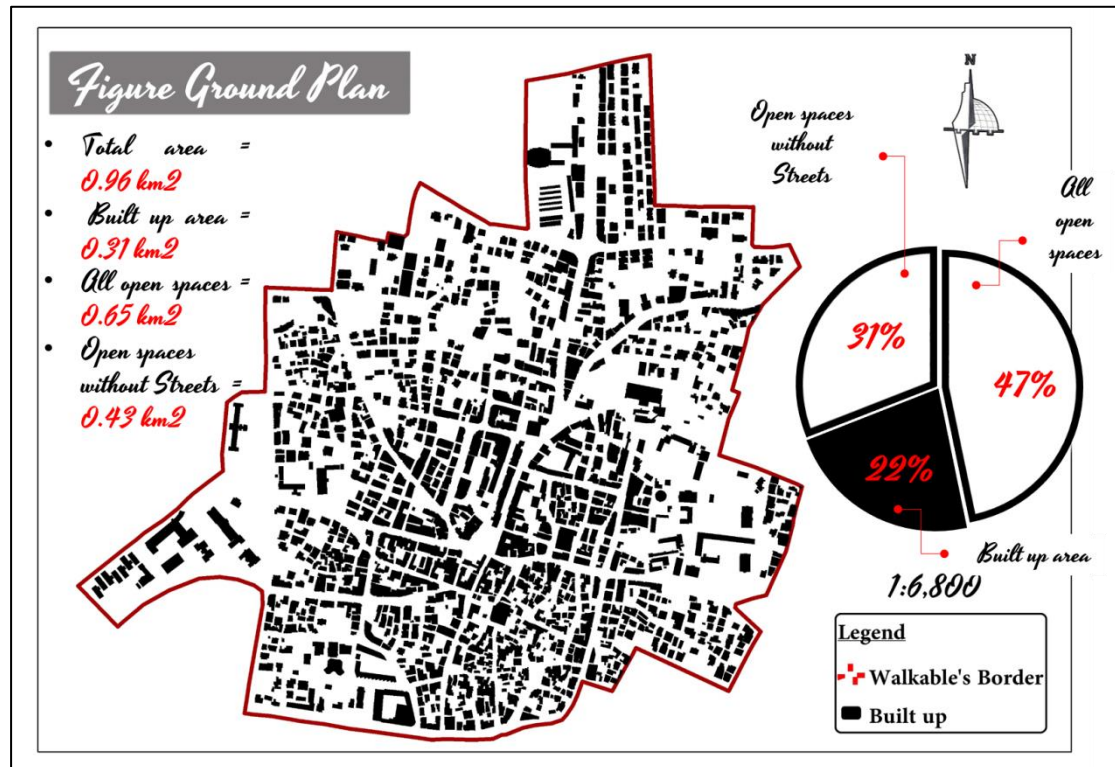 Figure Ground Plan
• Total area =
0.96 km2
• Built up area =
0.31 km2
• All open spaces =
0.65 km2
• Open spaces
without Streets =
0.43 km2
N
Open spaces
without
Streets
All
open
spaces
31%
47%
22%
Built up area
1:6,800
Legend
Walkable's Border
Built up